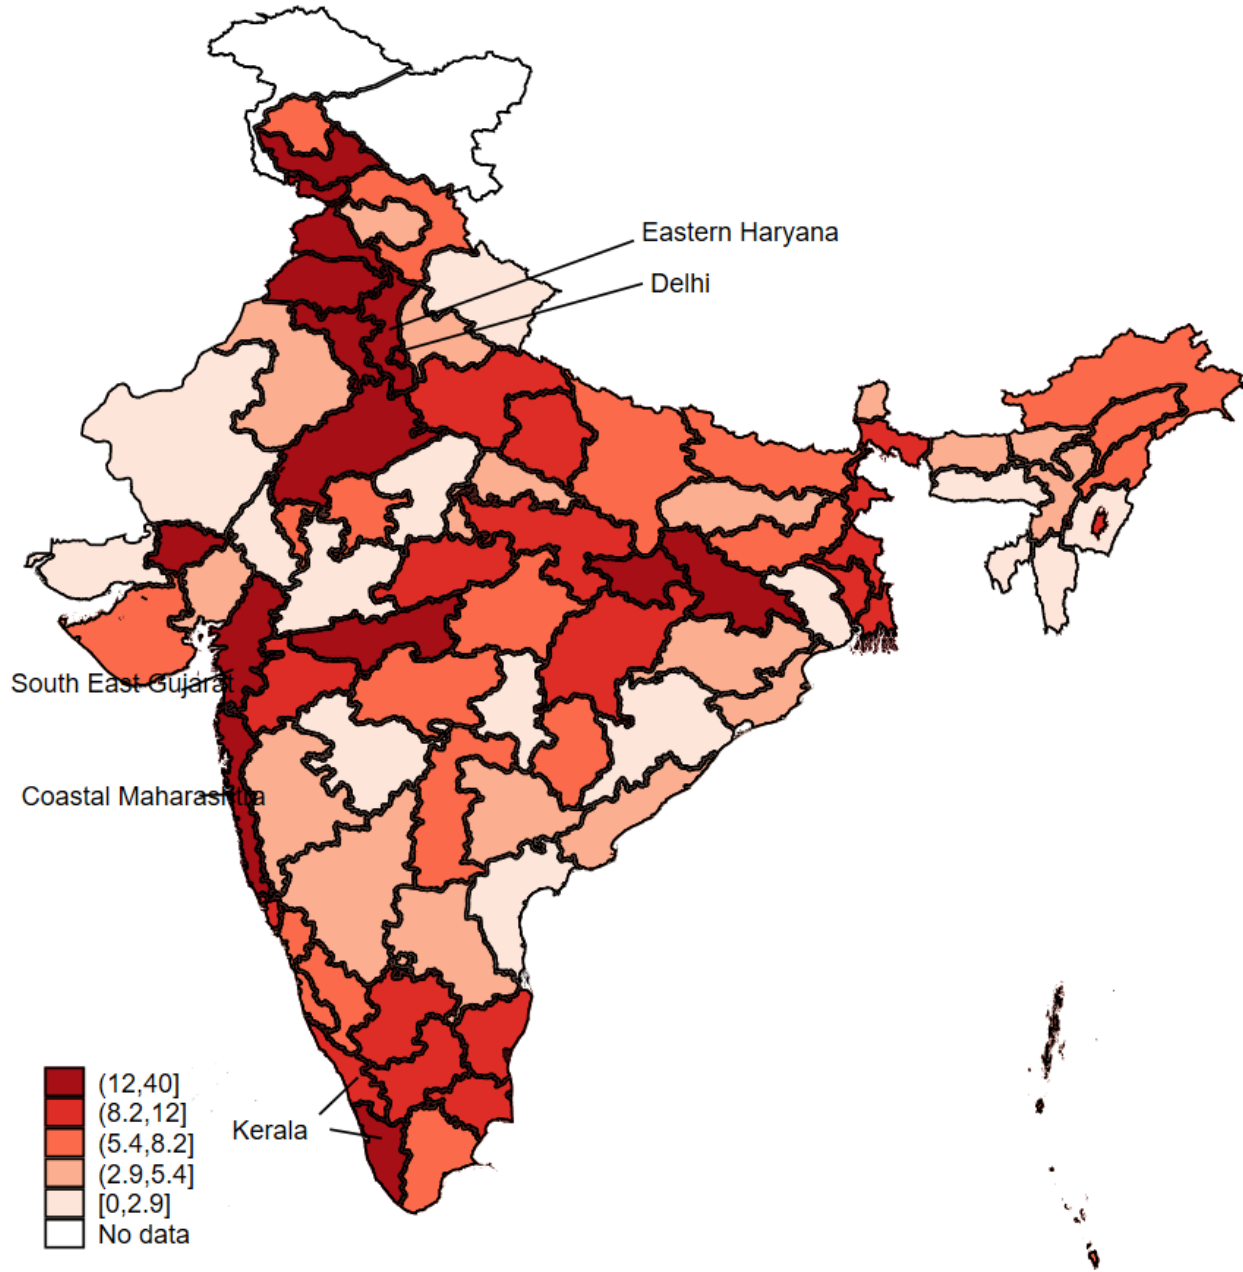 Eastern Haryana
Delhi
South East Gujarat
Coastal Maharashtra
Kerala
(12,40]
(8.2,12]
(5.4,8.2]
(2.9,5.4]
[0,2.9]
No data